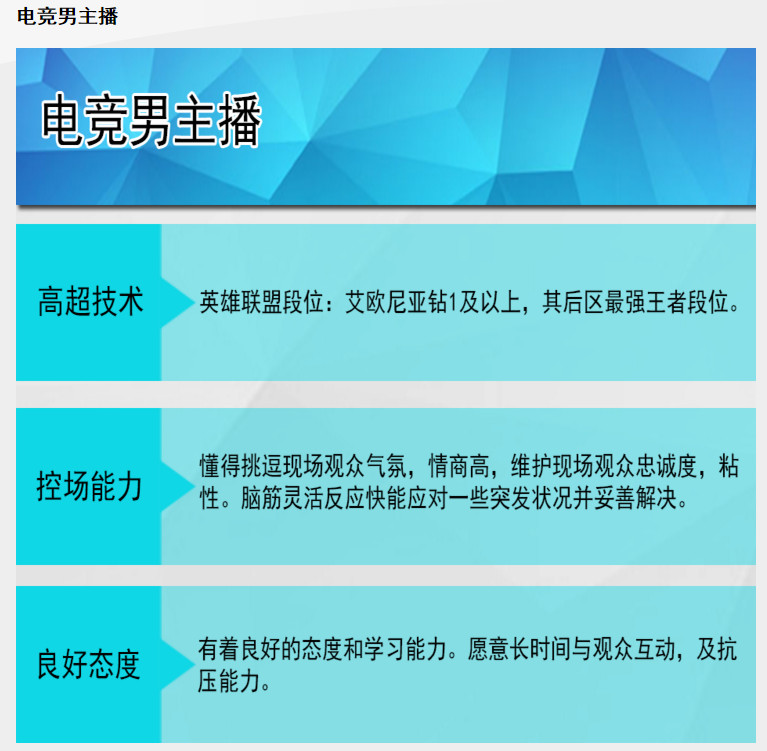 电竞男主播
电竞男主播
高超技术
英雄联盟段位：艾欧尼亚钻1及以上，其后区最强王者段位。
控场能力
懂得挑逗现场观众气氛，情商高，维护现场观众忠诚度，粘
性。脑筋灵活反应快能应对一些突发状况并妥善解决。
良好态度
有着良好的态度和学习能力。愿意长时间与观众互动，及抗
压能力。